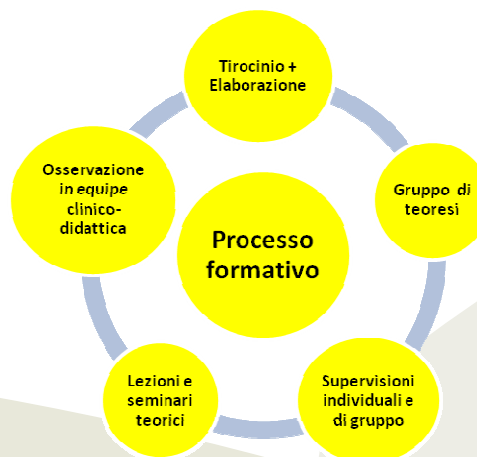 Tirocinio +
Elaborazione
Osservazione
in equipe
clinico-
didattica
Gruppo di
teoresi
Processo
formativo
Lezioni e
seminari
teorici
Supervisioni
individuali e
di gruppo